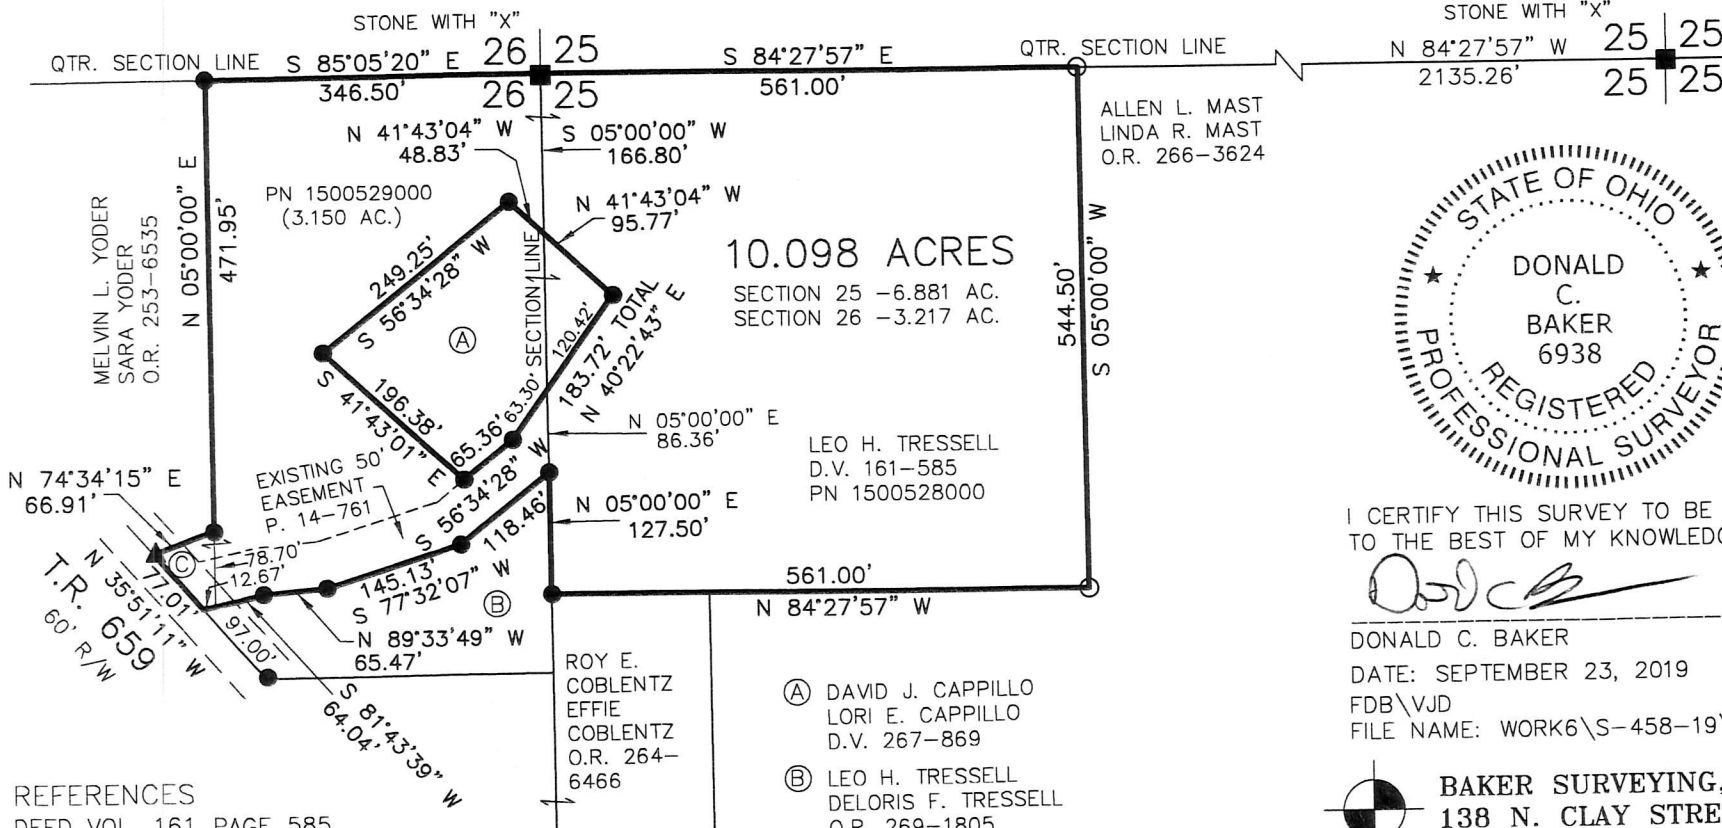 STONE WITH "X"
STONE WITH "X"
QTR. SECTION LINE
S 85°05'20" E
346.50'
26 25
26 25
S 84°27'57" E
561.00'
QTR. SECTION LINE
N 84°27'57" W
2135.26'
25 25
25 25
ALLEN L. MAST
LINDA R. MAST
O.R. 266-3624
N 41°43'04" W
48.83'
S 05°00'00" W
166.80'
PN 1500529000
(3.150 AC.)
N 41°43'04" W
95.77'
MELVIN L. YODER
SARA YODER
O.R. 253-6535
N 05°00'00" E
471.95'
10.098 ACRES
SECTION 25 -6.881 AC.
SECTION 26 -3.217 AC.
249.25'
S 56°34'28" W
SECTION LINE
A
120.42'
63.30'
183.72' TOTAL
N 40°22'43" E
544.50'
S 05°00'00" W
196.38'
S 41°43'01" E
65.36'
S 56°34'28" W
118.46'
N 05°00'00" E
86.36'
LEO H. TRESSELL
D.V. 161-585
PN 1500528000
EXISTING 50'
EASEMENT
P. 14-761
N 74°34'15" E
66.91'
N 05°00'00" E
127.50'
C
78.70'
12.67'
77.01'
N 35°51'11" W
T.R. 659
60' R/W
97.00'
145.13'
S 77°32'07" W
B
N 89°33'49" W
65.47'
S 81°43'39" W
64.04'
561.00'
N 84°27'57" W
ROY E.
COBLENTZ
EFFIE
COBLENTZ
O.R. 264-
6466
A DAVID J. CAPPILLO
LORI E. CAPPILLO
D.V. 267-869
B LEO H. TRESSELL
DELORIS F. TRESSELL
O.R. 269-1805
REFERENCES
DEED VOL. 161 PAGE 585
STATE OF OHIO
DONALD
C.
BAKER
6938
REGISTERED
PROFESSIONAL SURVEYOR
I CERTIFY THIS SURVEY TO BE
TO THE BEST OF MY KNOWLED
DONALD C. BAKER
DATE: SEPTEMBER 23, 2019
FDB\VJD
FILE NAME: WORK6\S-458-19
BAKER SURVEYING,
138 N. CLAY STRE